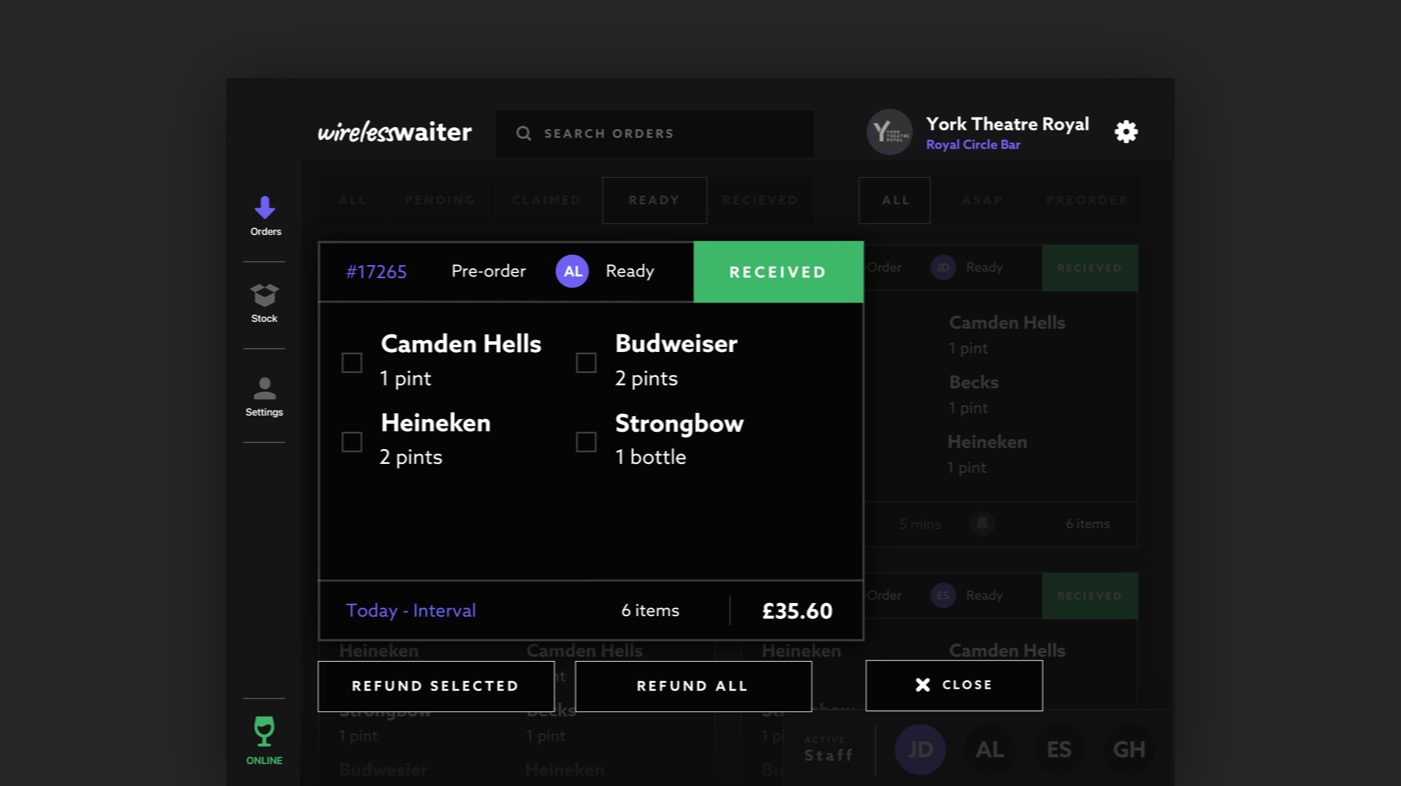 wirelesswaiter
SEARCH ORDERS
YORK THEATRE ROYAL
York Theatre Royal
Royal Circle Bar
ALL PENDING CLAIMED READY RECIEVED ALL ASAP PREORDER
Orders
Stock
Settings
ONLINE
#17265 Pre-order AL Ready RECEIVED
Camden Hells
1 pint
Budweiser
2 pints
Heineken
2 pints
Strongbow
1 bottle
Today - Interval 6 items £35.60
REFUND SELECTED REFUND ALL CLOSE
Order JD Ready RECIEVED
Camden Hells
1 pint
Becks
1 pint
Heineken
1 pint
5 mins 6 items
Order ES Ready RECIEVED
Heineken Camden Hells Heineken Camden Hells
Strongbow Becks
1 pint 1 pint
Budwesier Heineken
ACTIVE
Staff
JD AL ES GH